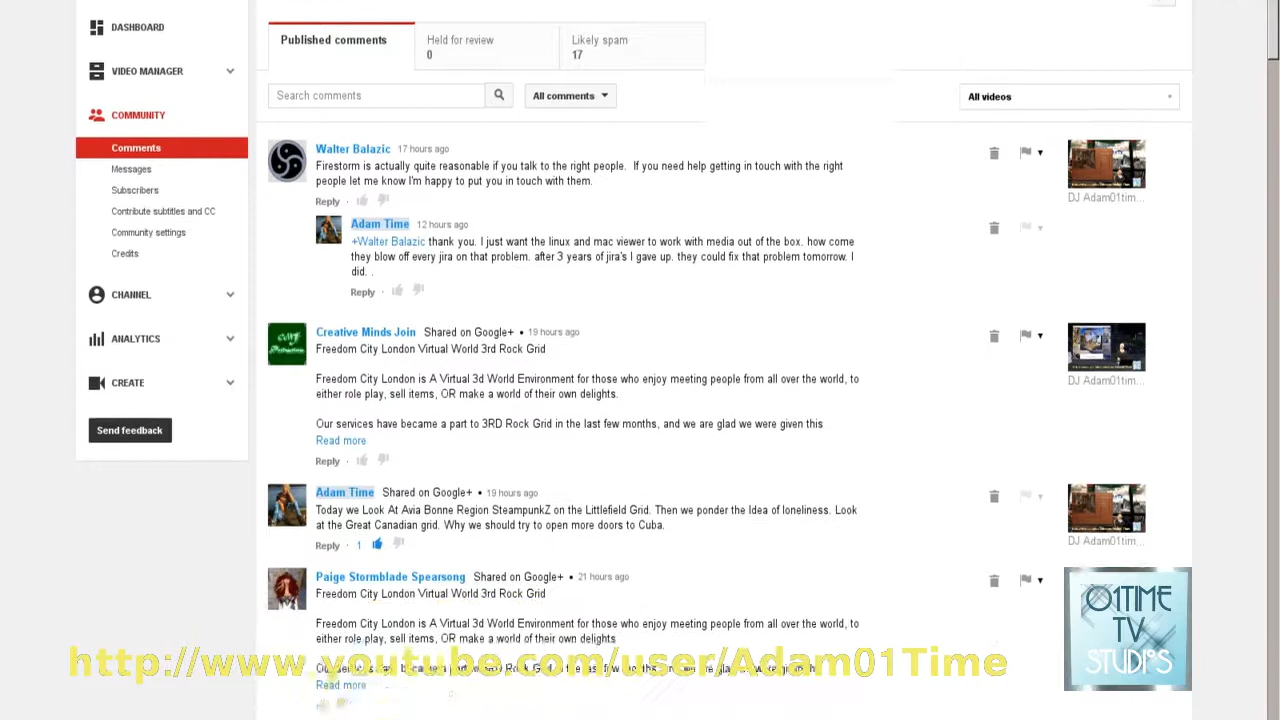 DASHBOARD
VIDEO MANAGER
COMMUNITY
Comments
Messages
Subscribers
Contribute subtitles and CC
Community settings
Credits
CHANNEL
ANALYTICS
CREATE
Send feedback
Published comments
Held for review
0
Likely spam
17
Search comments
All comments
All videos
Walter Balazic 17 hours ago
Firestorm is actually quite reasonable if you talk to the right people. If you need help getting in touch with the right
people let me know I'm happy to put you in touch with them.
Reply ·
DJ Adam01tim...
Adam Time 12 hours ago
+Walter Balazic thank you. I just want the linux and mac viewer to work with media out of the box. how come
they blow off every jira on that problem. after 3 years of jira's I gave up. they could fix that problem tomorrow. I
did. .
Reply ·
Creative Minds Join Shared on Google+ • 19 hours ago
Freedom City London Virtual World 3rd Rock Grid
Freedom City London is A Virtual 3d World Environment for those who enjoy meeting people from all over the world, to
either role play, sell items, OR make a world of their own delights.
Our services have became a part to 3RD Rock Grid in the last few months, and we are glad we were given this
Read more
Reply ·
DJ Adam01tim...
Adam Time Shared on Google+ • 19 hours ago
Today we Look At Avia Bonne Region SteampunkZ on the Littlefield Grid. Then we ponder the Idea of loneliness. Look
at the Great Canadian grid. Why we should try to open more doors to Cuba.
Reply · 1
DJ Adam01tim...
Paige Stormblade Spearsong Shared on Google+ • 21 hours ago
Freedom City London Virtual World 3rd Rock Grid
Freedom City London is A Virtual 3d World Environment for those who enjoy meeting people from all over the world, to
either role play, sell items, OR make a world of their own delights
Read more
http://www.youtube.com/user/Adam01Time
01TIME
TV
STUDI'S